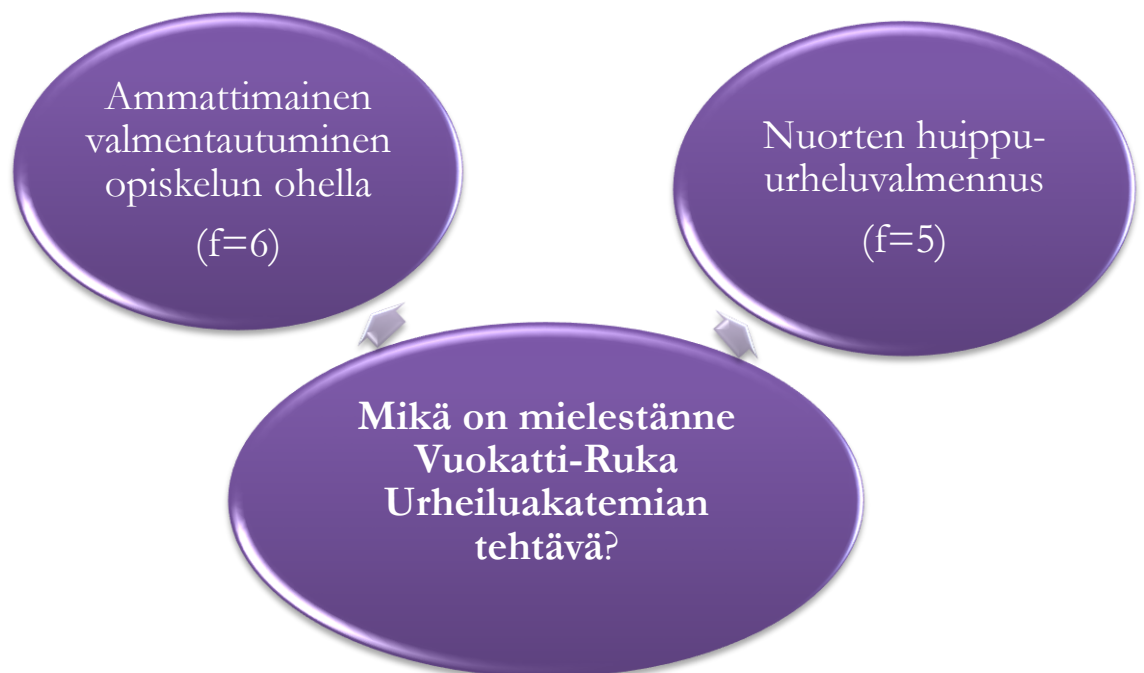 Ammattimainen
valmentautuminen
opiskelun ohella
(f=6)
Nuorten huippu-
urheluvalmennus
(f=5)
Mikä on mielestänne
Vuokatti-Ruka
Urheiluakatemian
tehtävä?